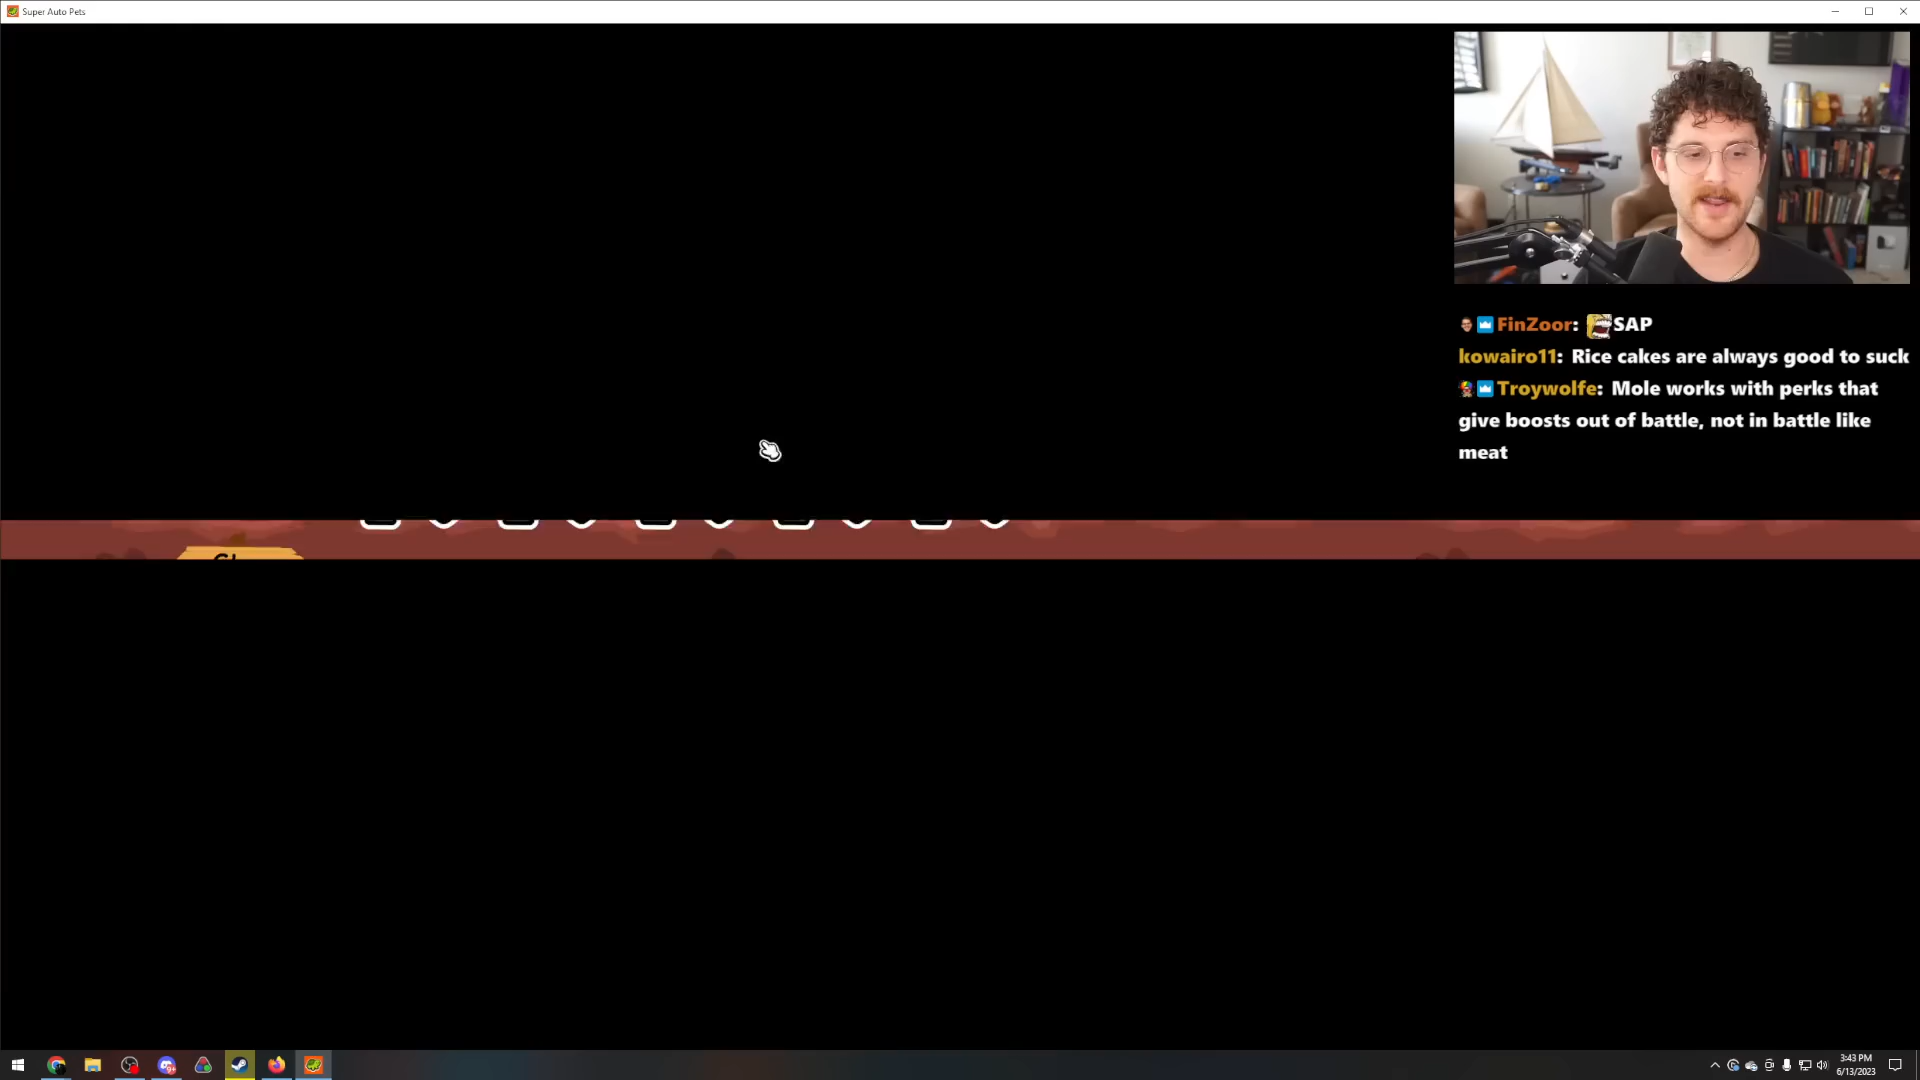 Super Auto Pets
FinZoor: SAP
kowairo11: Rice cakes are always good to suck
Troywolfe: Mole works with perks that
give boosts out of battle, not in battle like
meat
3:43 PM
6/13/2023